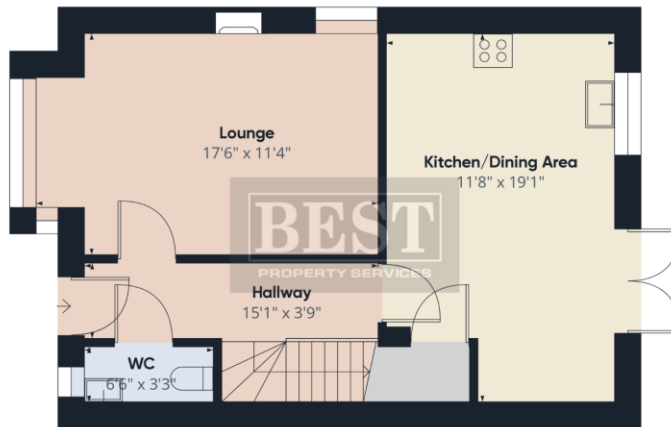 Lounge
17'6" x 11'4"
Kitchen/Dining Area
11'8" x 19'1"
BEST
PROPERTY SERVICES
Hallway
15'1" x 3'9"
WC
6'6" x 3'3"